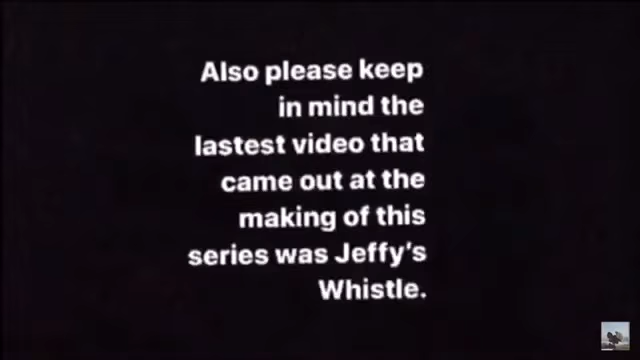 Also please keep
in mind the
lastest video that
came out at the
making of this
series was Jeffy's
Whistle.